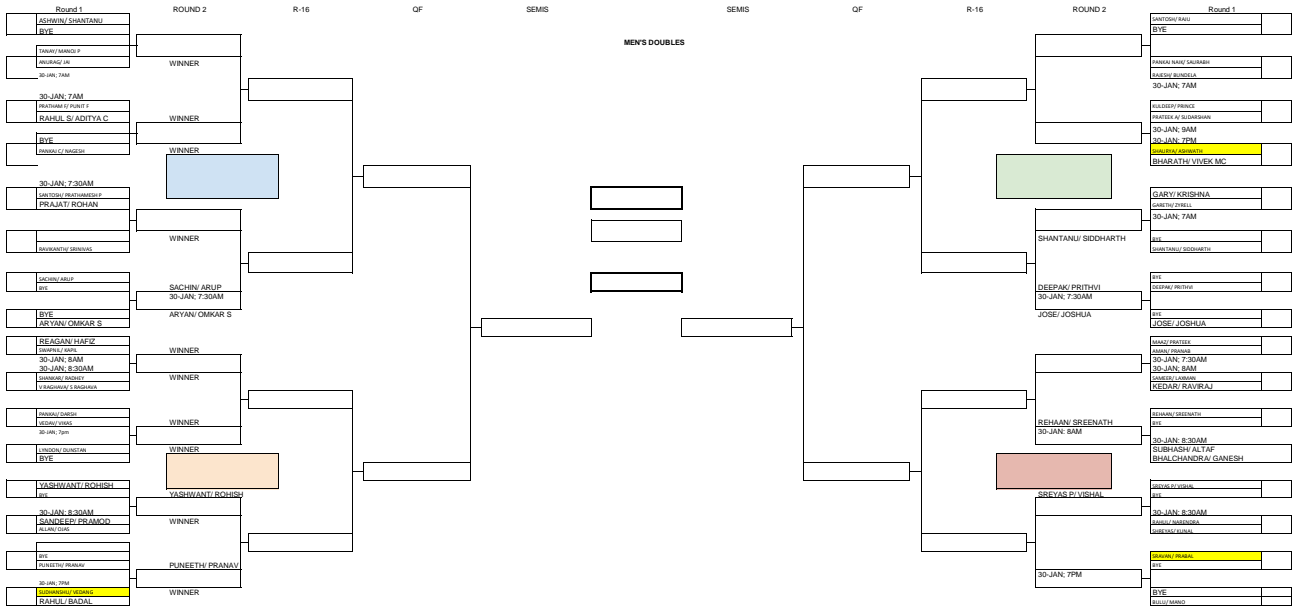 Round 1
ROUND 2
R-16
QF
SEMIS
SEMIS
QF
R-16
ROUND 2
Round 1
MEN'S DOUBLES
ASHWIN/ SHANTANU
BYE
TANAY/ MANOJ P
ANURAG/ JAI
30-JAN; 7AM
30-JAN; 7AM
PRATHAM F/ PUNIT F
RAHUL S/ ADITYA C
BYE
PANKAJ C/ NAGESH
30-JAN; 7:30AM
SANTOSH/ PRATHAMESH P
PRAJAT/ ROHAN
RAVIKANTH/ SRINIVAS
SACHIN/ ARUP
BYE
BYE
ARYAN/ OMKAR S
REAGAN/ HAFIZ
SWAPNIL/ KAPIL
30-JAN; 8AM
30-JAN; 8:30AM
SHANKAR/ RADHEY
V RAGHAVA/ S RAGHAVA
PANKAJ/ DARSH
VEDAV/ VIKAS
30-JAN; 7pm
LYNDON/ DUNSTAN
BYE
YASHWANT/ ROHISH
BYE
30-JAN: 8:30AM
SANDEEP/ PRAMOD
ALLAN/ OJAS
BYE
PUNEETH/ PRANAV
30-JAN; 7PM
SUDHANSHU/ VEDANG
RAHUL/ BADAL
WINNER
WINNER
WINNER
WINNER
SACHIN/ ARUP
30-JAN; 7:30AM
ARYAN/ OMKAR S
WINNER
WINNER
WINNER
WINNER
YASHWANT/ ROHISH
WINNER
PUNEETH/ PRANAV
WINNER
SHANTANU/ SIDDHARTH
DEEPAK/ PRITHVI
30-JAN; 7:30AM
JOSE/ JOSHUA
REHAAN/ SREENATH
30-JAN: 8AM
SREYAS P/ VISHAL
30-JAN; 7PM
SANTOSH/ RAJU
BYE
PANKAJ NAIK/ SAURABH
RAJESH/ BUNDELA
30-JAN; 7AM
KULDEEP/ PRINCE
PRATEEK A/ SUDARSHAN
30-JAN; 9AM
30-JAN; 7PM
SHAURYA/ ASHWATH
BHARATH/ VIVEK MC
GARY/ KRISHNA
GARETH/ ZYRELL
30-JAN; 7AM
BYE
SHANTANU/ SIDDHARTH
BYE
DEEPAK/ PRITHVI
BYE
JOSE/ JOSHUA
MAAZ/ PRATEEK
AMAN/ PRANAB
30-JAN; 7:30AM
30-JAN; 8AM
SAMEER/ LAXMAN
KEDAR/ RAVIRAJ
REHAAN/ SREENATH
BYE
30-JAN: 8:30AM
SUBHASH/ ALTAF
BHALCHANDRA/ GANESH
SREYAS P/ VISHAL
BYE
30-JAN: 8:30AM
RAHUL/ NARENDRA
SHREYAS/ KUNAL
SRAVAN/ PRABAL
BYE
BYE
BULU/ MANO